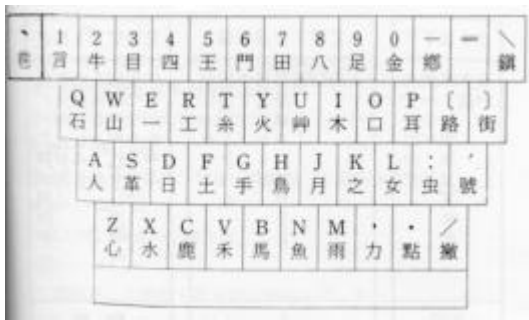 、 1 2 3 4 5 6 7 8 9 0 — ═ \
巷 言 牛 目 四 王 門 田 八 足 金 鄉 鎮
Q W E R T Y U I O P 〔 〕
石 山 一 工 糸 火 艸 木 口 耳 路 街
A S D F G H J K L : ′
人 革 日 土 手 鳥 月 之 女 虫 號
Z X C V B N M , . /
心 水 鹿 禾 馬 魚 雨 力 點 撇